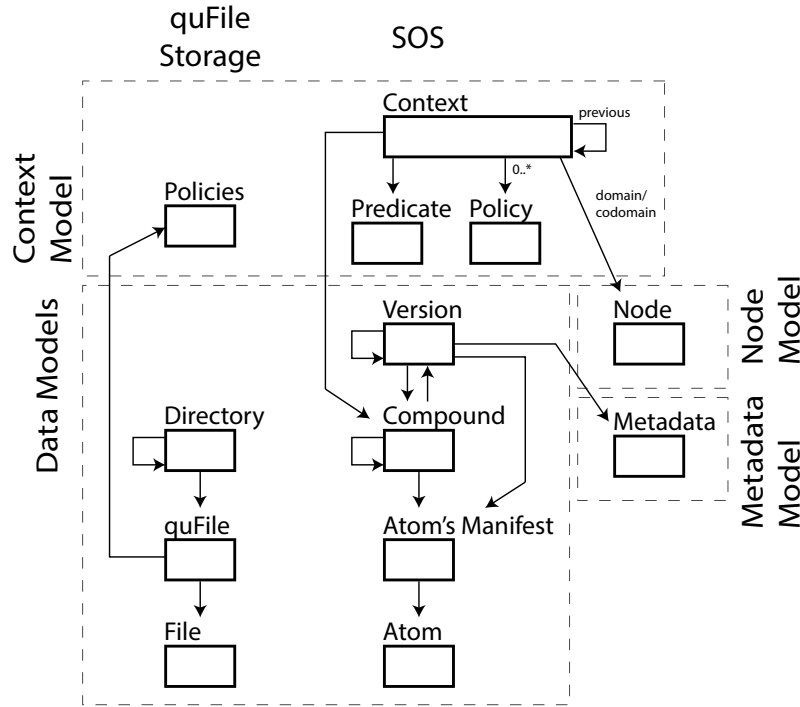 quFile
Storage
SOS
Context
previous
0..*
domain/
codomain
Context
Model
Policies
Predicate
Policy
Data Models
Version
Node
Node
Model
Directory
Compound
Metadata
Metadata
Model
quFile
Atom's Manifest
File
Atom